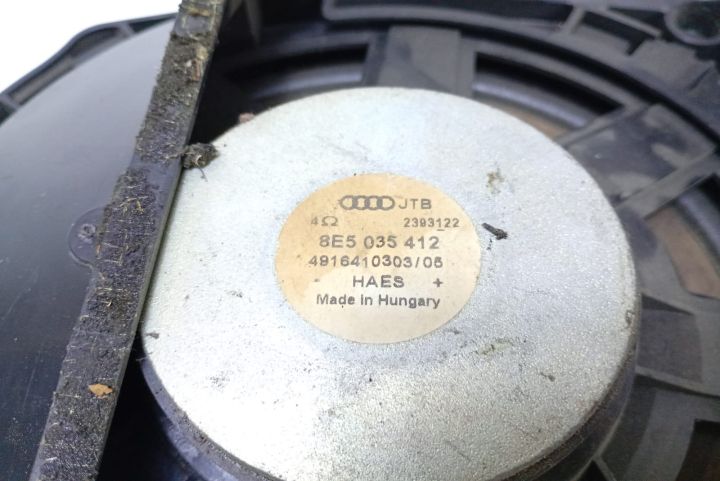 JTB
4Ω 2393122
8E5 035 412
4916410303/05
- HAES +
Made in Hungary